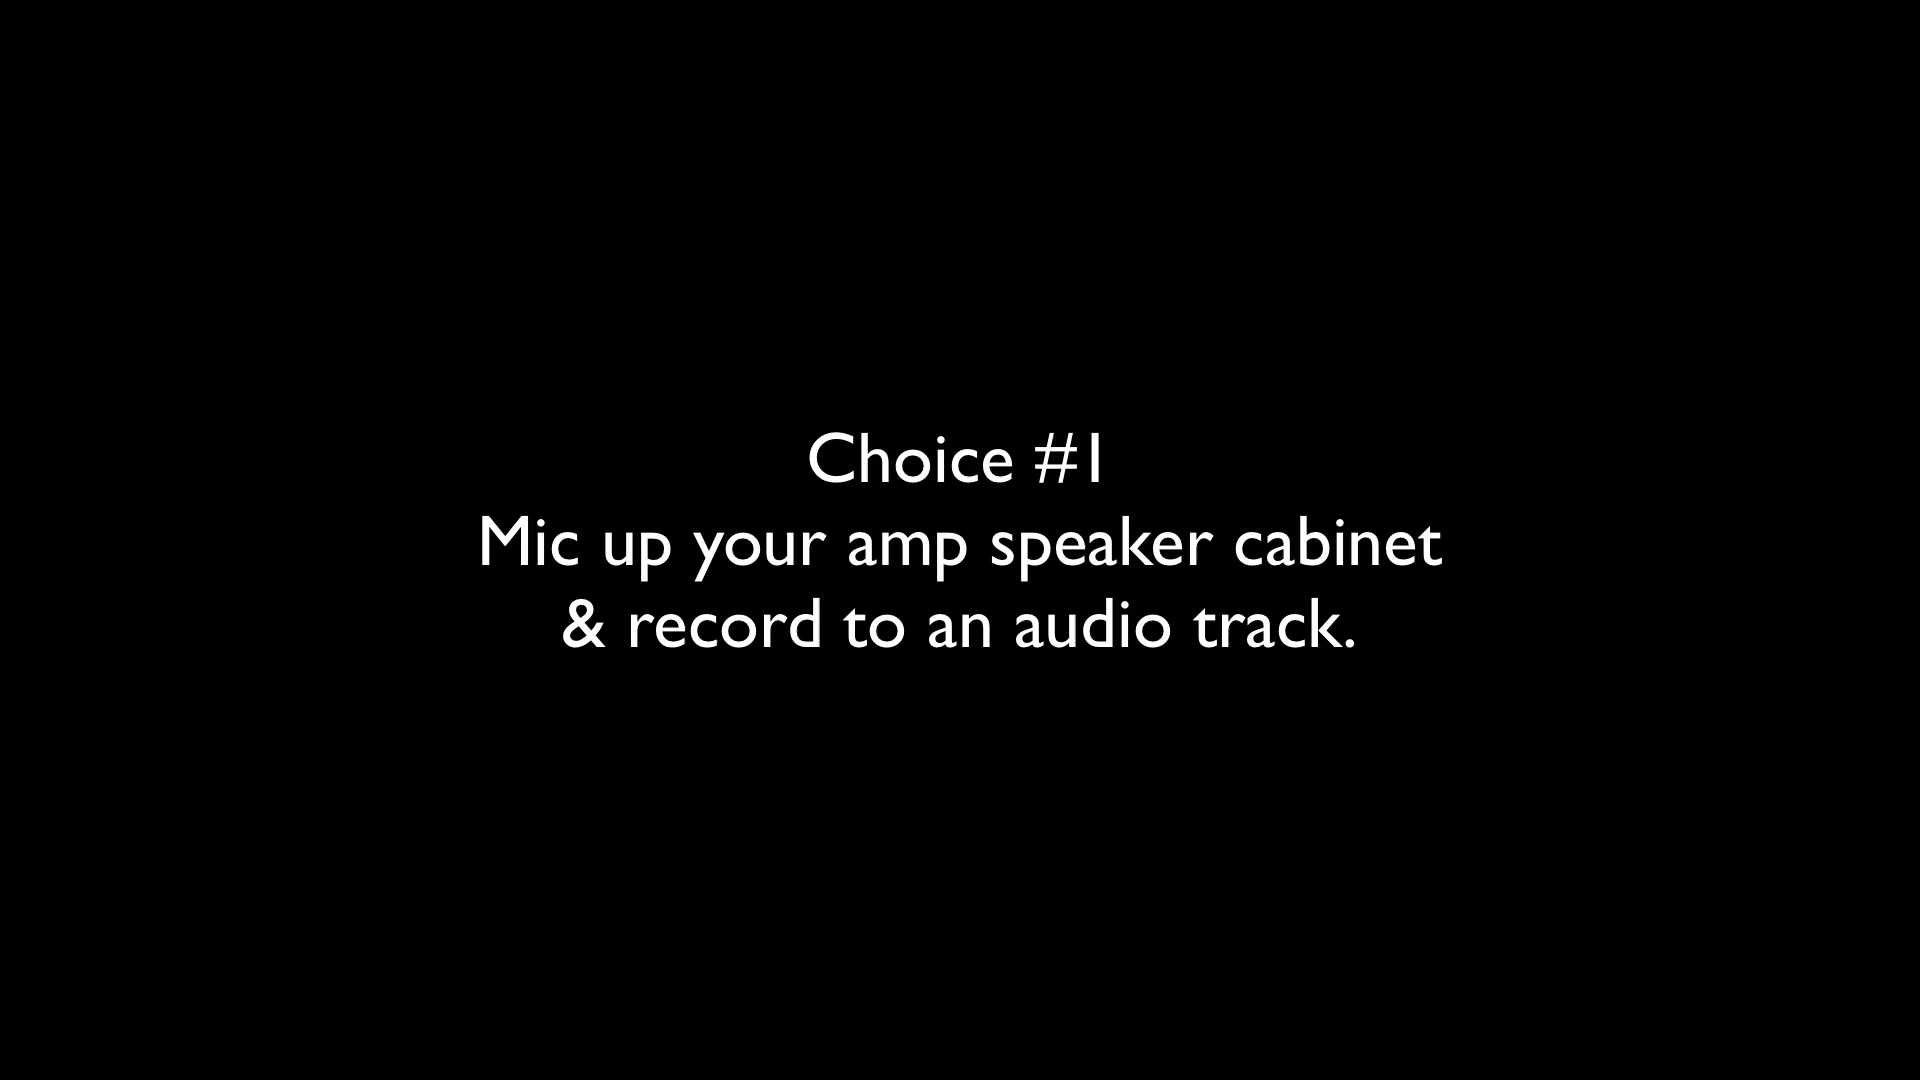 Choice #1
Mic up your amp speaker cabinet
& record to an audio track.